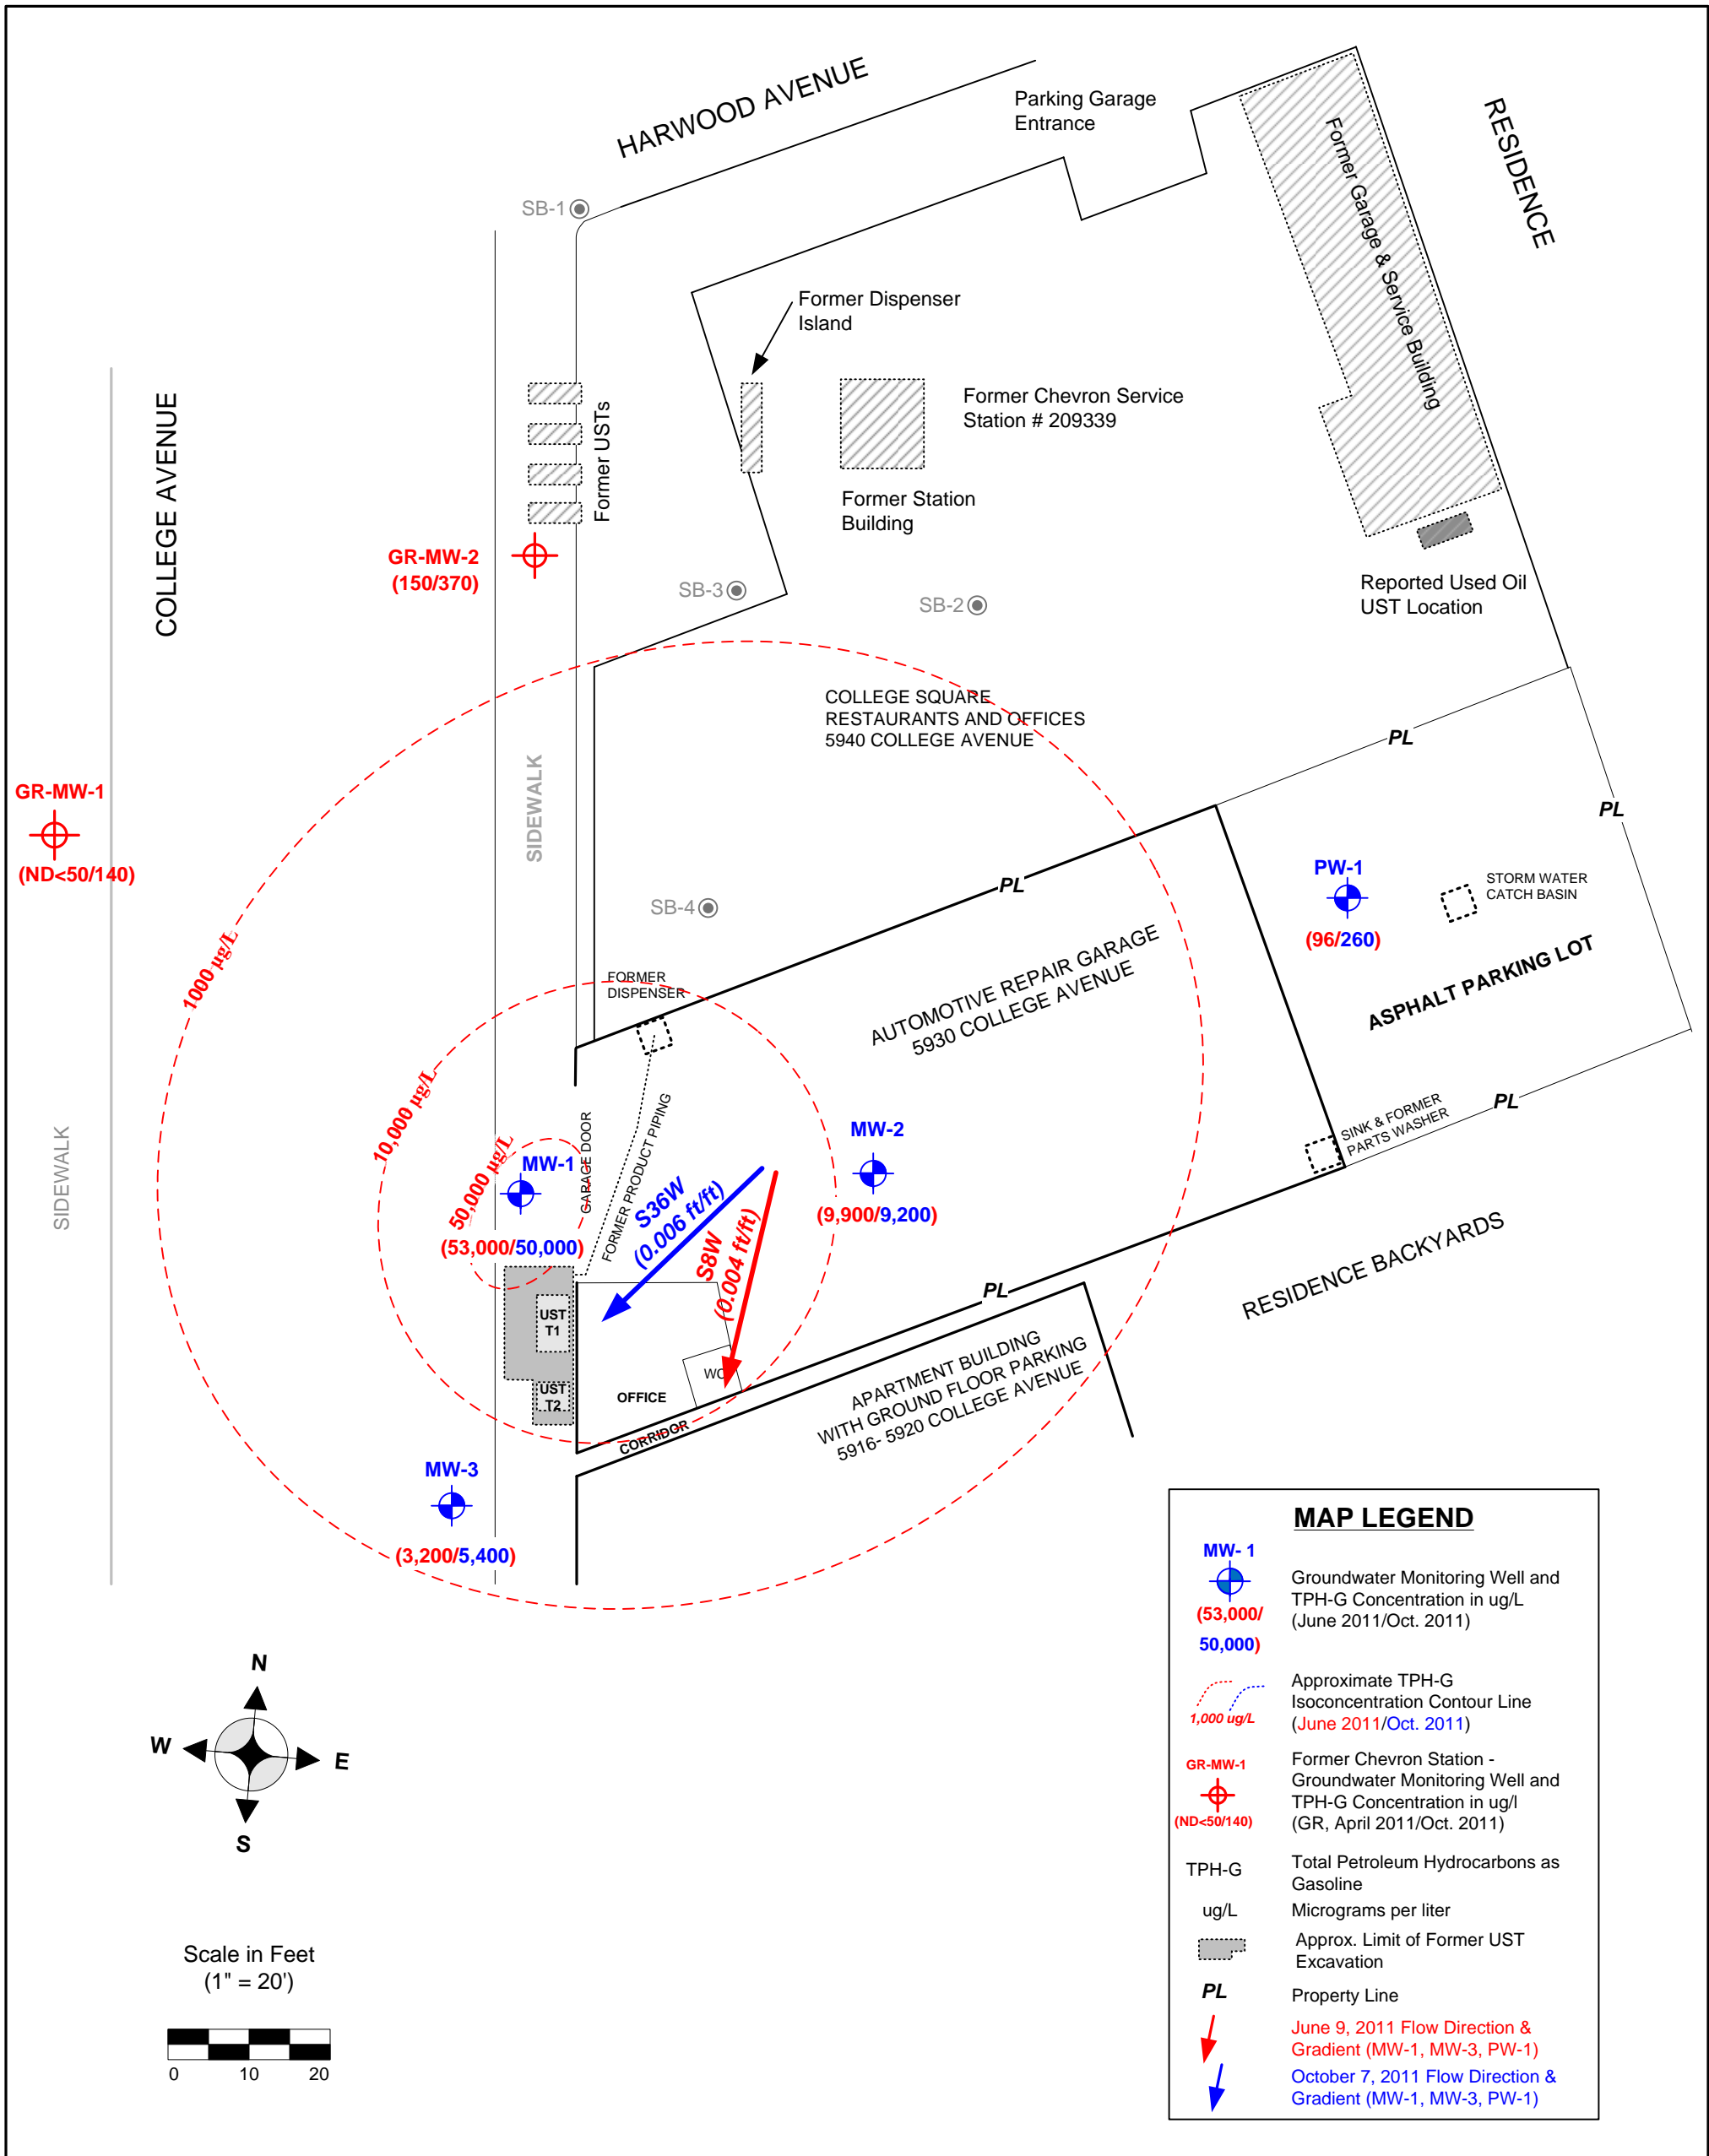 HARWOOD AVENUE
Parking Garage
Entrance
RESIDENCE
Former Garage & Service Building
SB-1
Former Dispenser
Island
Former Chevron Service
Station # 209339
COLLEGE AVENUE
Former USTs
Former Station
Building
GR-MW-2
(150/370)
SB-3
SB-2
Reported Used Oil
UST Location
COLLEGE SQUARE
RESTAURANTS AND OFFICES
5940 COLLEGE AVENUE
PL
PL
GR-MW-1
(ND<50/140)
SIDEWALK
PL
PW-1
(96/260)
STORM WATER
CATCH BASIN
SB-4
1000 µg/L
FORMER
DISPENSER
AUTOMOTIVE REPAIR GARAGE
5930 COLLEGE AVENUE
ASPHALT PARKING LOT
10,000 µg/L
SIDEWALK
50,000 µg/L
MW-1
(53,000/50,000)
GARAGE DOOR
FORMER PRODUCT PIPING
S36W
(0.006 ft/ft)
S8W
(0.004 ft/ft)
MW-2
(9,900/9,200)
SINK & FORMER
PARTS WASHER
PL
RESIDENCE BACKYARDS
PL
UST
T1
UST
T2
OFFICE
WC
CORRIDOR
APARTMENT BUILDING
WITH GROUND FLOOR PARKING
5916- 5920 COLLEGE AVENUE
MW-3
(3,200/5,400)
N
W
E
S
Scale in Feet
(1" = 20')
0 10 20
MAP LEGEND
MW- 1
(53,000/
50,000)
Groundwater Monitoring Well and
TPH-G Concentration in ug/L
(June 2011/Oct. 2011)
1,000 ug/L
Approximate TPH-G
Isoconcentration Contour Line
(June 2011/Oct. 2011)
GR-MW-1
(ND<50/140)
Former Chevron Station -
Groundwater Monitoring Well and
TPH-G Concentration in ug/l
(GR, April 2011/Oct. 2011)
TPH-G
Total Petroleum Hydrocarbons as
Gasoline
ug/L
Micrograms per liter
Approx. Limit of Former UST
Excavation
PL
Property Line
June 9, 2011 Flow Direction &
Gradient (MW-1, MW-3, PW-1)
October 7, 2011 Flow Direction &
Gradient (MW-1, MW-3, PW-1)